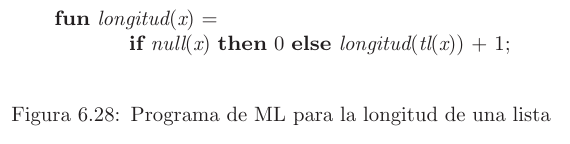 fun longitud(x) =
if null(x) then 0 else longitud(tl(x)) + 1;
Figura 6.28: Programa de ML para la longitud de una lista